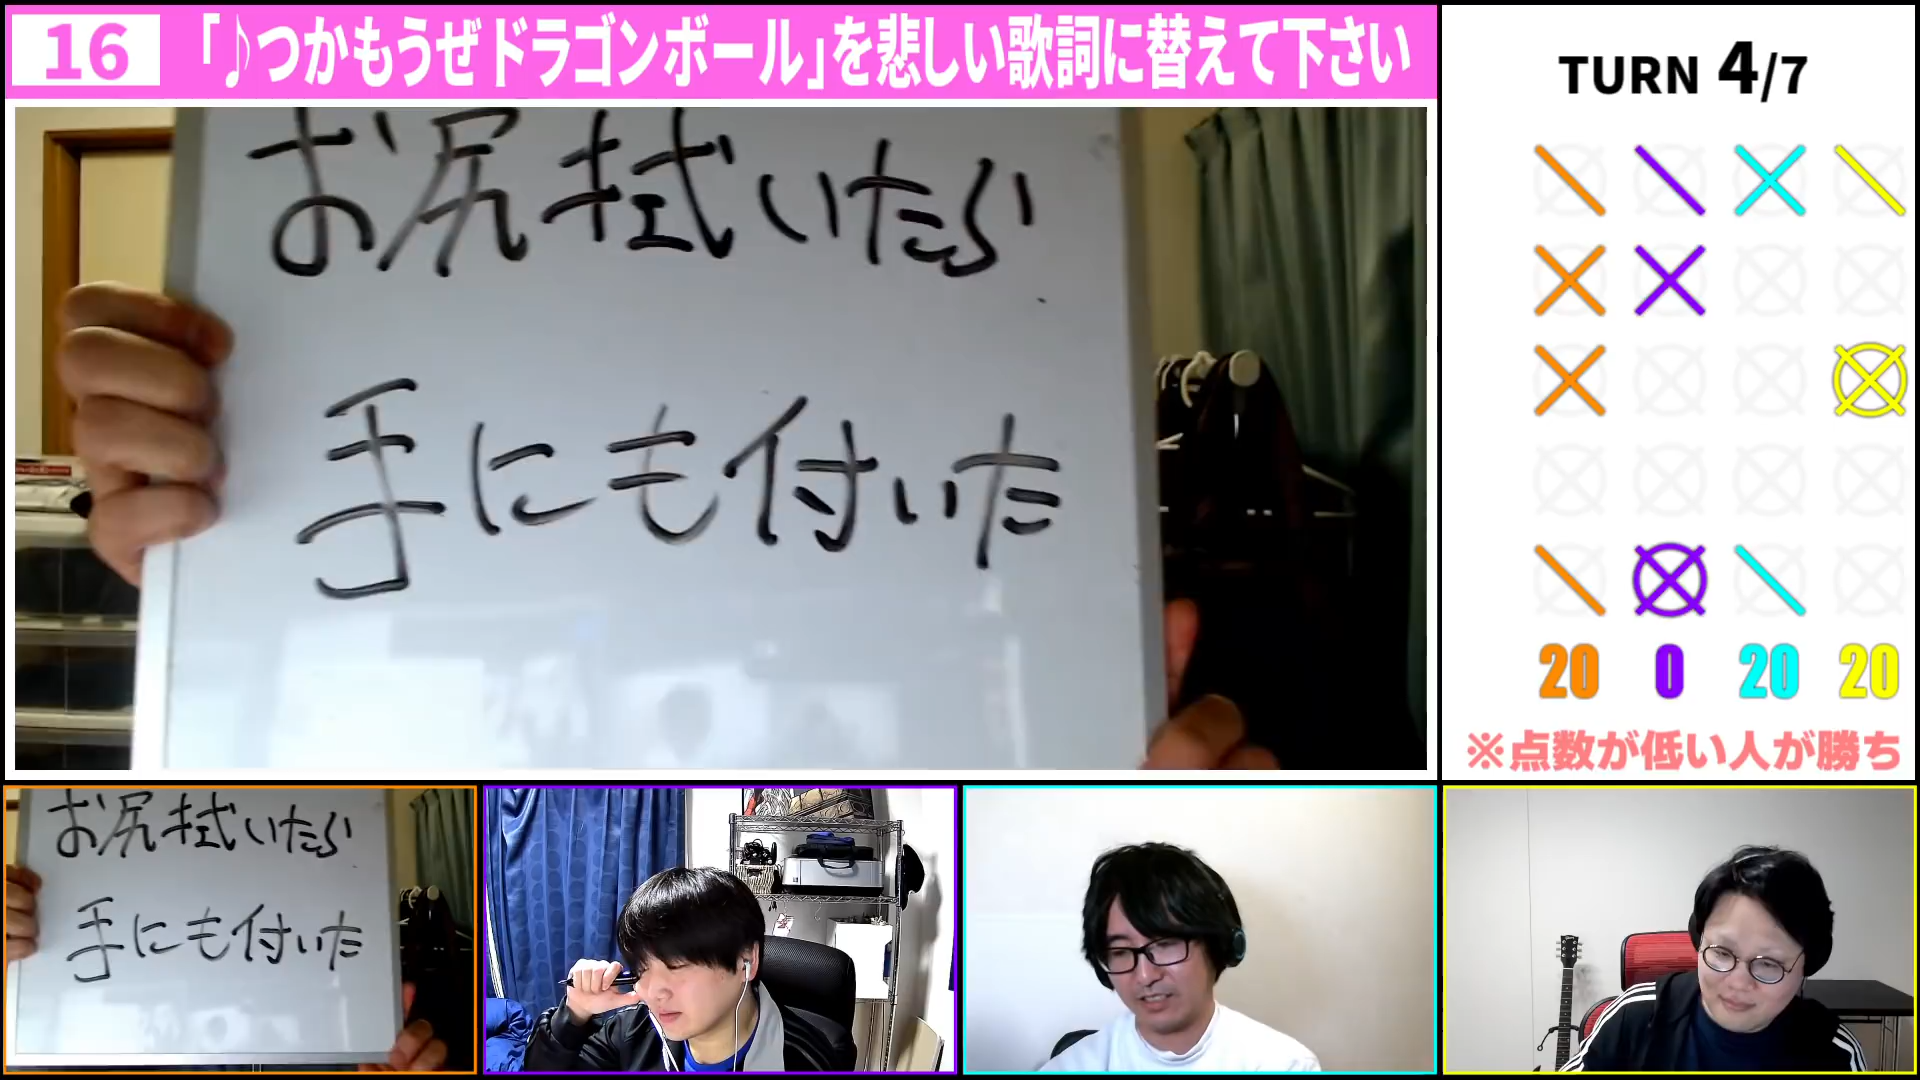 16 「♪つかもうぜドラゴンボール」を悲しい歌詞に替えて下さい
お尻拭いたら
手にも付いた
TURN 4/7
20 0 20 20
※点数が低い人が勝ち
お尻拭いたら
手にも付いた